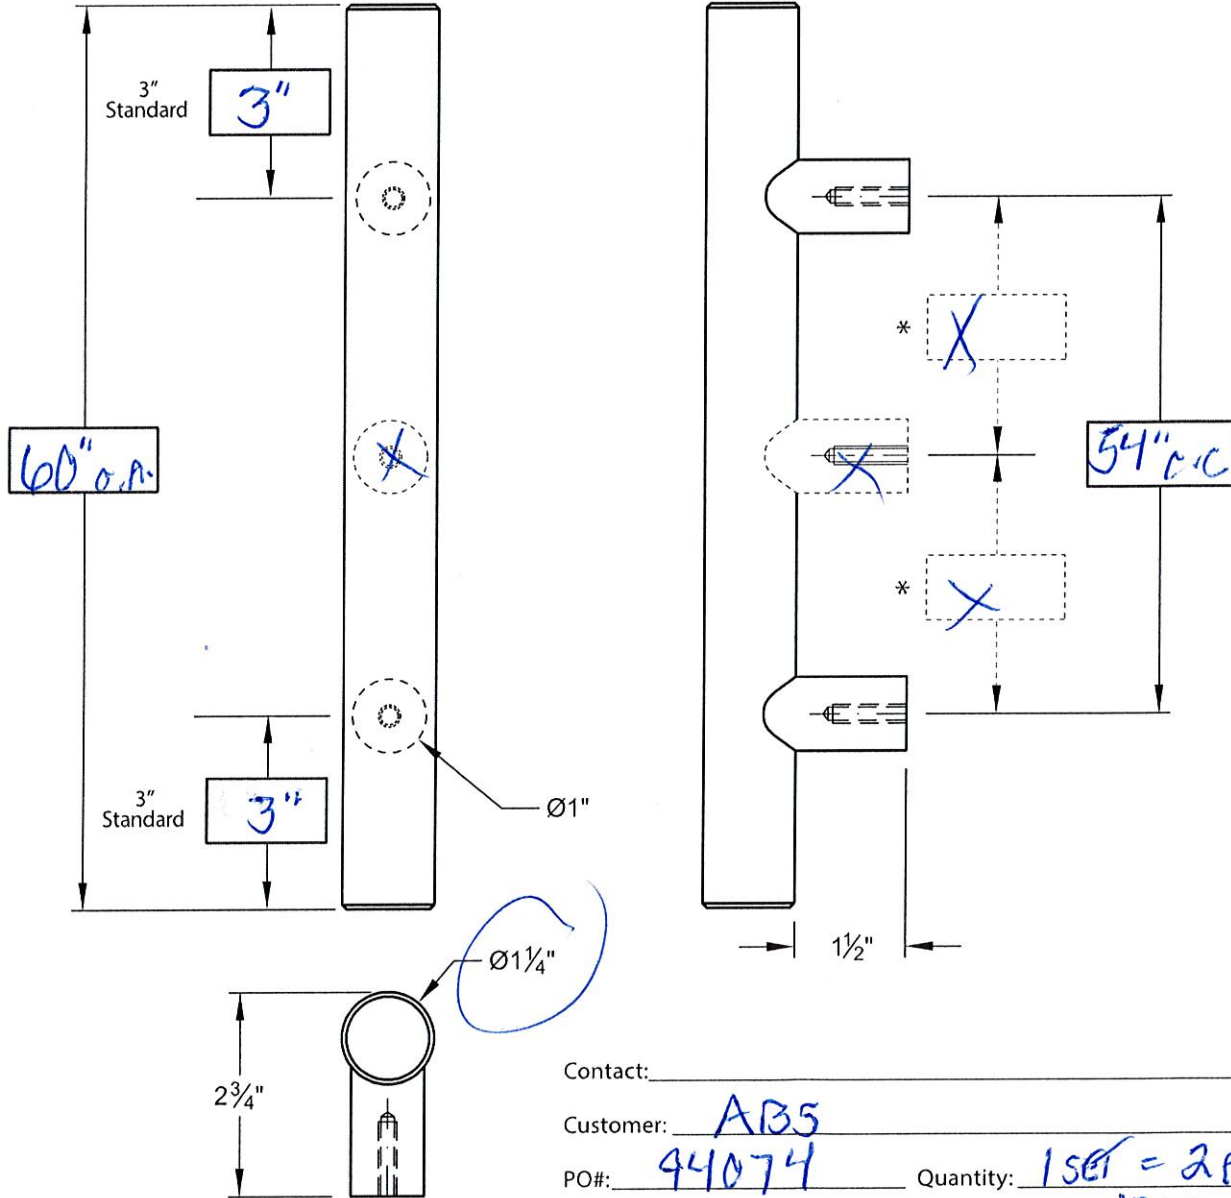 3"
Standard
3"
*
60" o.A.
54" c.c
*
3"
Standard
3"
Ø1"
1½"
Ø1¼"
2¾"
Contact:
Customer: ABS
PO#: 44074 Quantity: 1 SET = 2